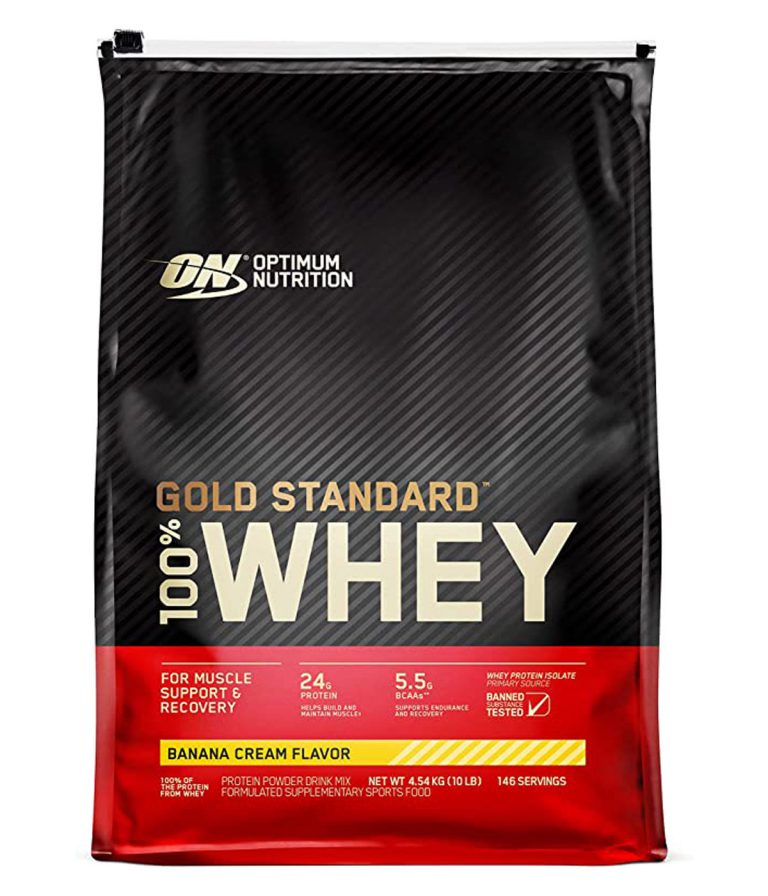 ON® OPTIMUM
NUTRITION
GOLD STANDARD™
100% WHEY
FOR MUSCLE
SUPPORT &
RECOVERY
24G
PROTEIN
HELPS BUILD AND
MAINTAIN MUSCLE‡
5.5G
BCAAs**
SUPPORTS ENDURANCE
AND RECOVERY
WHEY PROTEIN ISOLATE
PRIMARY SOURCE
BANNED
SUBSTANCE
TESTED
BANANA CREAM FLAVOR
100% OF
THE PROTEIN
FROM WHEY
PROTEIN POWDER DRINK MIX NET WT 4.54 KG (10 LB) 146 SERVINGS
FORMULATED SUPPLEMENTARY SPORTS FOOD